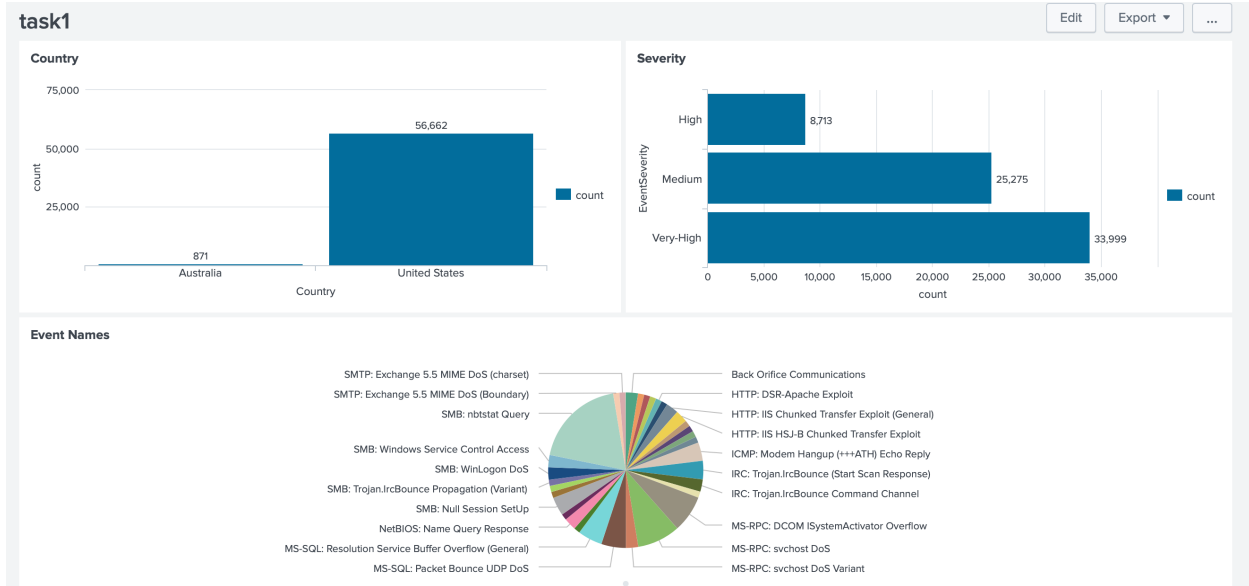 task1
Edit
Export
...
Country
75,000
50,000
25,000
count
56,662
871
Australia
United States
Country
count
Severity
EventSeverity
High
8,713
Medium
25,275
Very-High
33,999
0
5,000
10,000
15,000
20,000
25,000
30,000
35,000
count
count
Event Names
SMTP: Exchange 5.5 MIME DoS (charset)
SMTP: Exchange 5.5 MIME DoS (Boundary)
SMB: nbtstat Query
SMB: Windows Service Control Access
SMB: WinLogon DoS
SMB: Trojan.IrcBounce Propagation (Variant)
SMB: Null Session SetUp
NetBIOS: Name Query Response
MS-SQL: Resolution Service Buffer Overflow (General)
MS-SQL: Packet Bounce UDP DoS
Back Orifice Communications
HTTP: DSR-Apache Exploit
HTTP: IIS Chunked Transfer Exploit (General)
HTTP: IIS HSJ-B Chunked Transfer Exploit
ICMP: Modem Hangup (+++ATH) Echo Reply
IRC: Trojan.IrcBounce (Start Scan Response)
IRC: Trojan.IrcBounce Command Channel
MS-RPC: DCOM ISystemActivator Overflow
MS-RPC: svchost DoS
MS-RPC: svchost DoS Variant